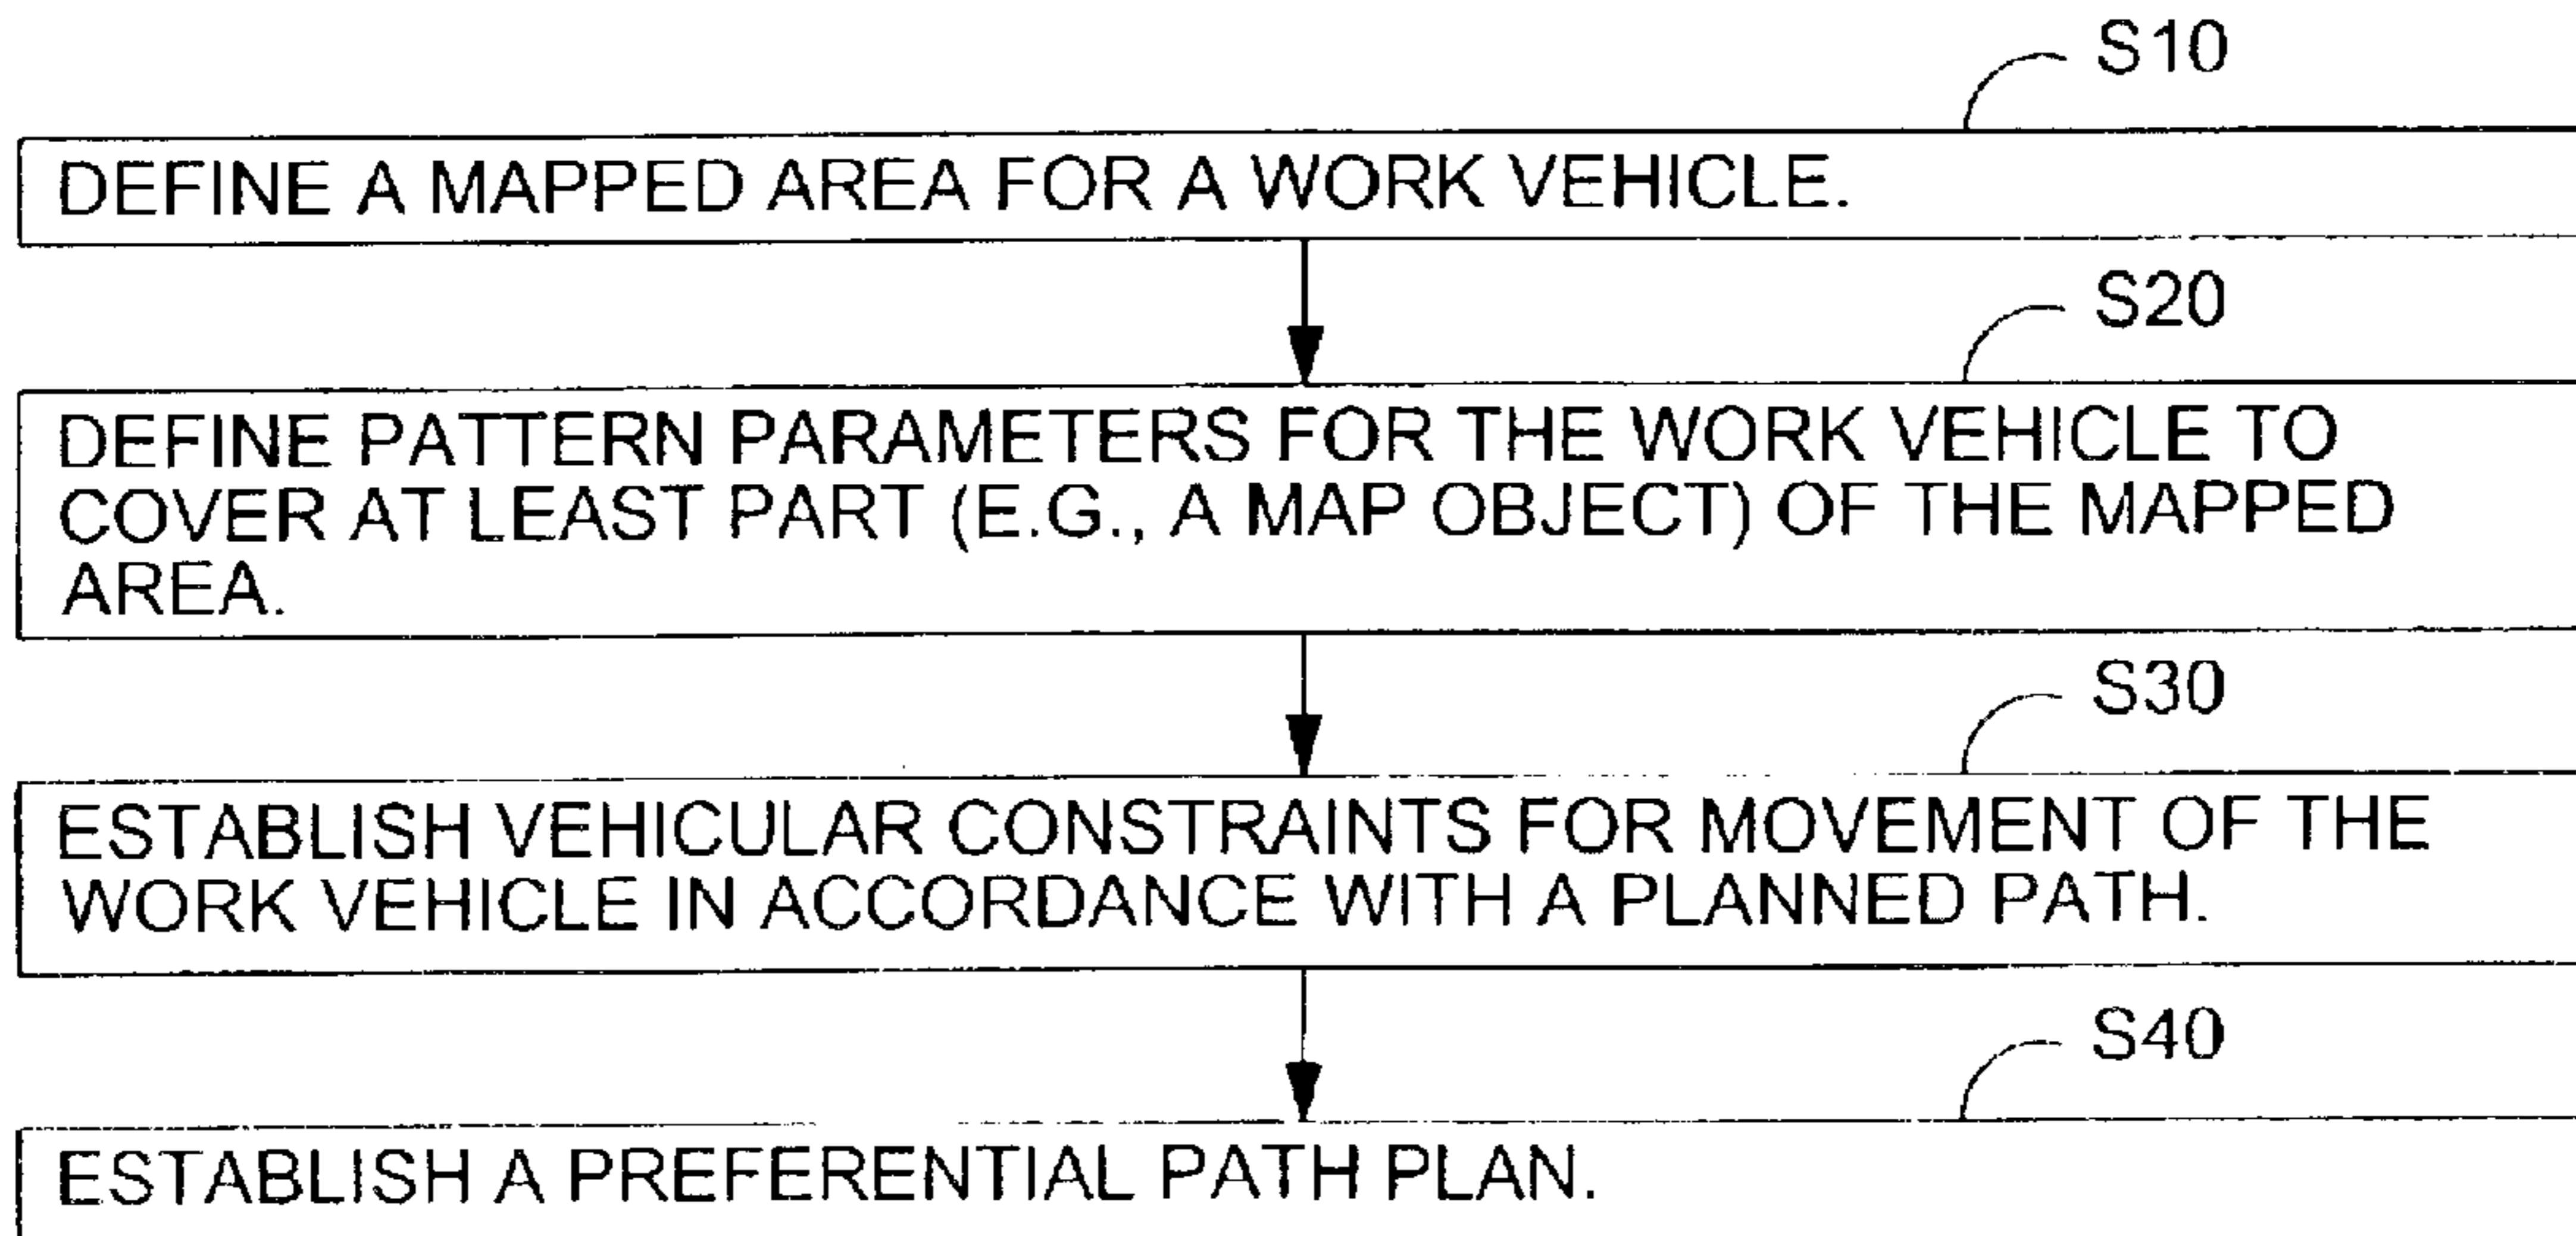 S10
DEFINE A MAPPED AREA FOR A WORK VEHICLE.
S20
DEFINE PATTERN PARAMETERS FOR THE WORK VEHICLE TO
COVER AT LEAST PART (E.G., A MAP OBJECT) OF THE MAPPED
AREA.
S30
ESTABLISH VEHICULAR CONSTRAINTS FOR MOVEMENT OF THE
WORK VEHICLE IN ACCORDANCE WITH A PLANNED PATH.
S40
ESTABLISH A PREFERENTIAL PATH PLAN.